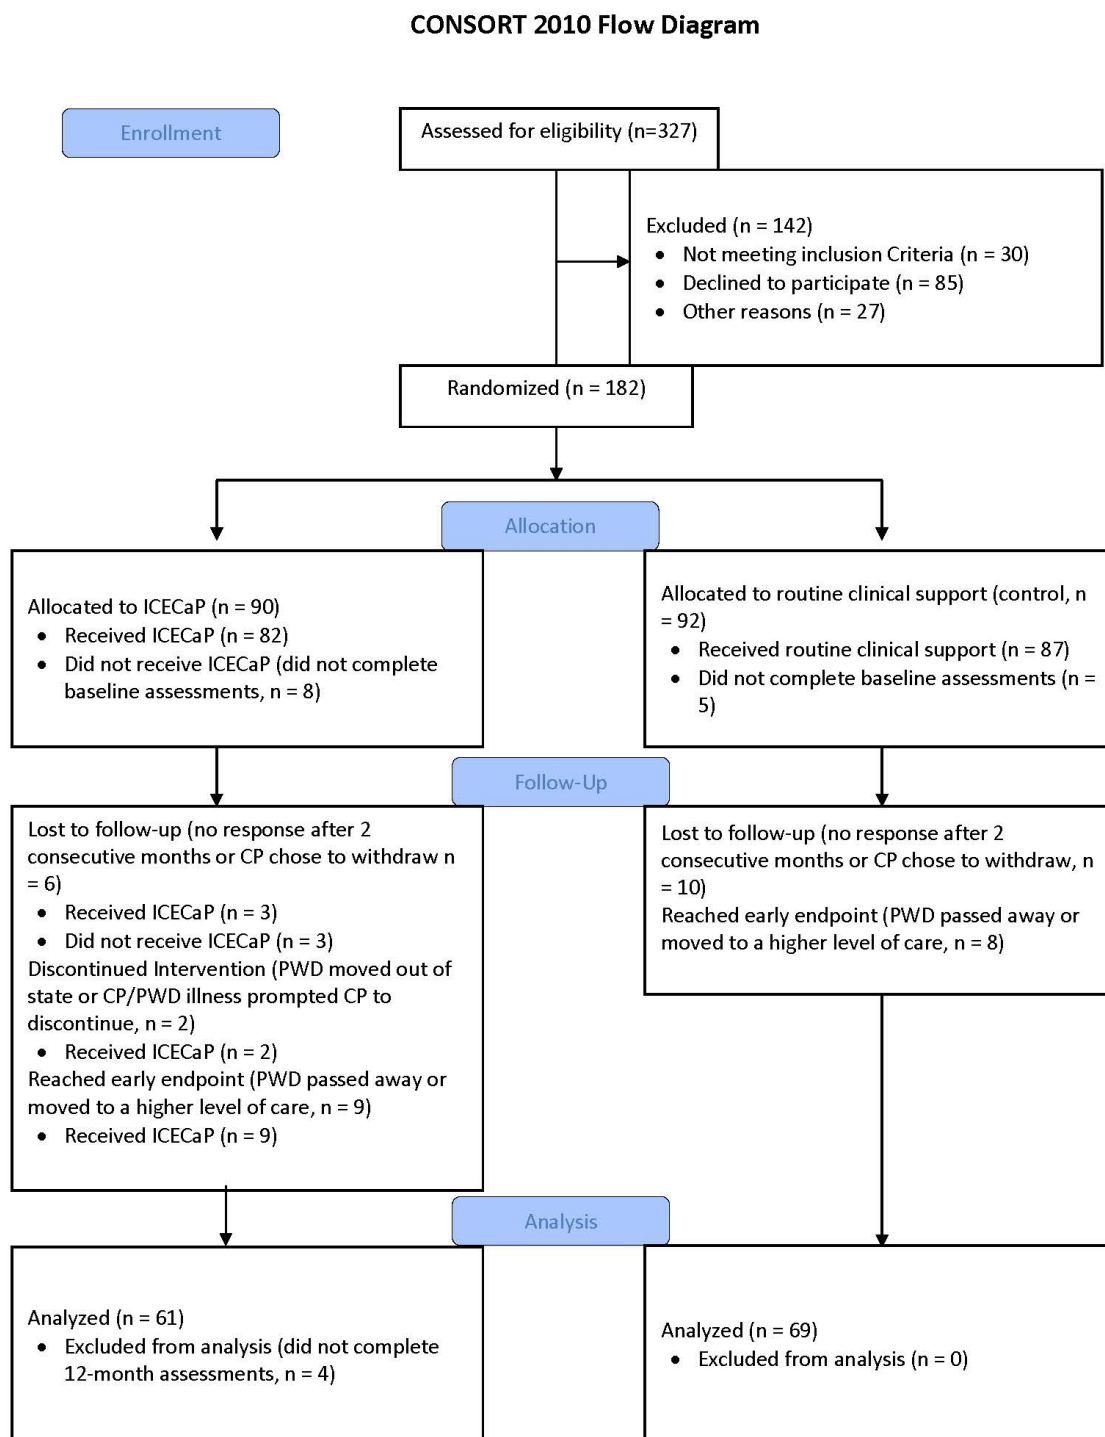 CONSORT 2010 Flow Diagram
Enrollment
Assessed for eligibility (n=327)
Excluded (n = 142)
• Not meeting inclusion Criteria (n = 30)
• Declined to participate (n = 85)
• Other reasons (n = 27)
Randomized (n = 182)
Allocation
Allocated to ICECaP (n = 90)
• Received ICECaP (n = 82)
• Did not receive ICECaP (did not complete
baseline assessments, n = 8)
Allocated to routine clinical support (control, n
= 92)
• Received routine clinical support (n = 87)
• Did not complete baseline assessments (n =
5)
Follow-Up
Lost to follow-up (no response after 2
consecutive months or CP chose to withdraw n
= 6)
• Received ICECaP (n = 3)
• Did not receive ICECaP (n = 3)
Discontinued Intervention (PWD moved out of
state or CP/PWD illness prompted CP to
discontinue, n = 2)
• Received ICECaP (n = 2)
Reached early endpoint (PWD passed away or
moved to a higher level of care, n = 9)
• Received ICECaP (n = 9)
Lost to follow-up (no response after 2
consecutive months or CP chose to withdraw, n
= 10)
Reached early endpoint (PWD passed away or
moved to a higher level of care, n = 8)
Analysis
Analyzed (n = 61)
• Excluded from analysis (did not complete
12-month assessments, n = 4)
Analyzed (n = 69)
• Excluded from analysis (n = 0)